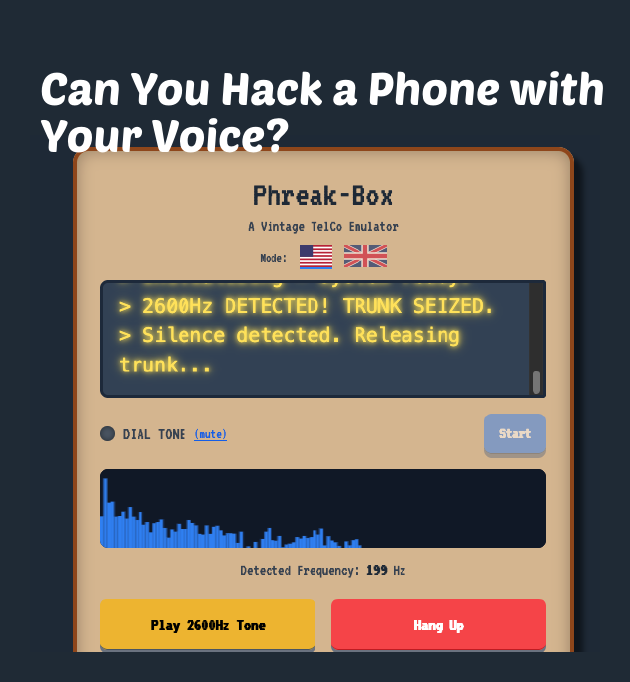 Can You Hack a Phone with
Your Voice?
Phreak-Box
A Vintage TelCo Emulator
Mode:
> 2600Hz DETECTED! TRUNK SEIZED.
> Silence detected. Releasing
trunk...
DIAL TONE (mute)
Start
Detected Frequency: 199 Hz
Play 2600Hz Tone
Hang Up